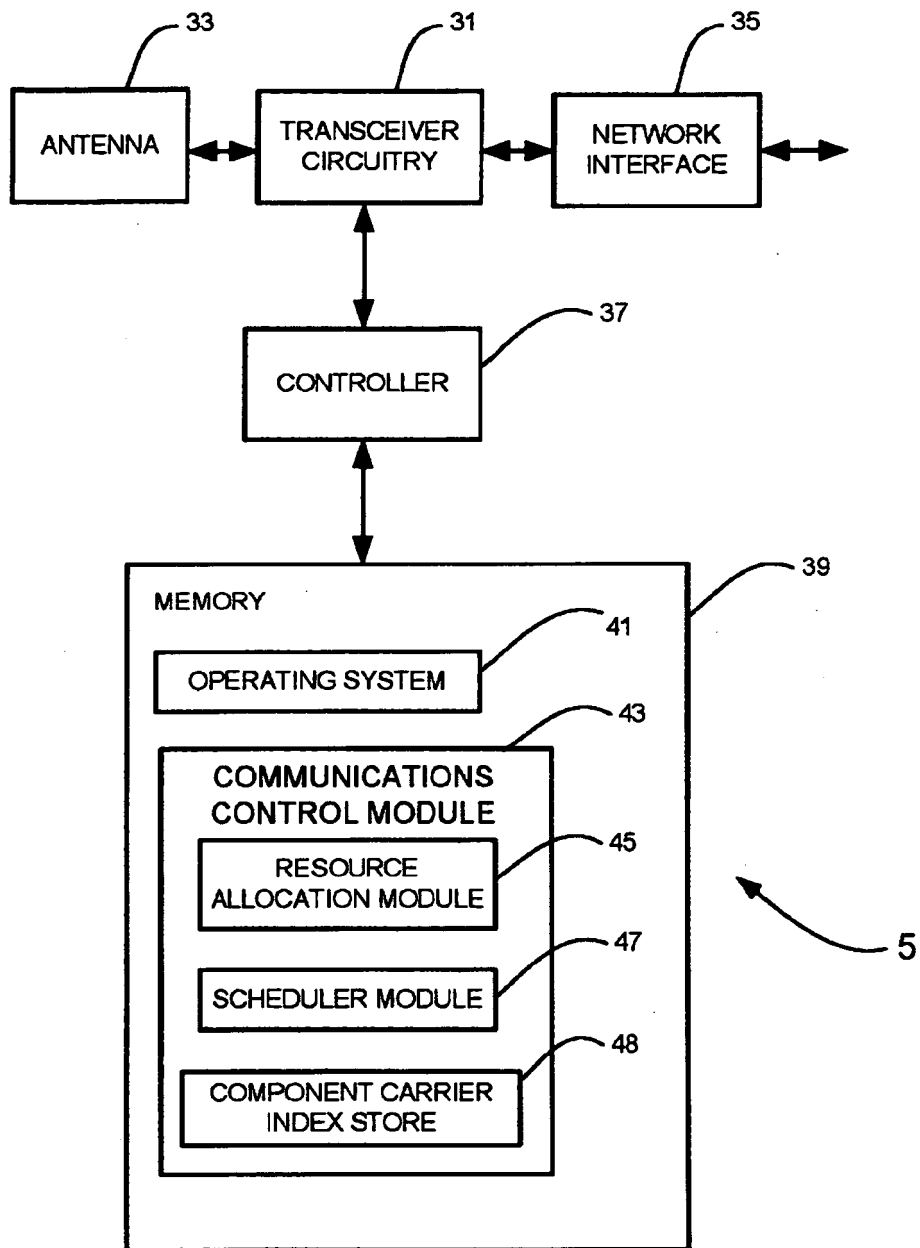 33
31
35
ANTENNA
TRANSCEIVER
CIRCUITRY
NETWORK
INTERFACE
37
CONTROLLER
39
MEMORY
41
OPERATING SYSTEM
43
COMMUNICATIONS
CONTROL MODULE
45
RESOURCE
ALLOCATION MODULE
5
47
SCHEDULER MODULE
48
COMPONENT CARRIER
INDEX STORE